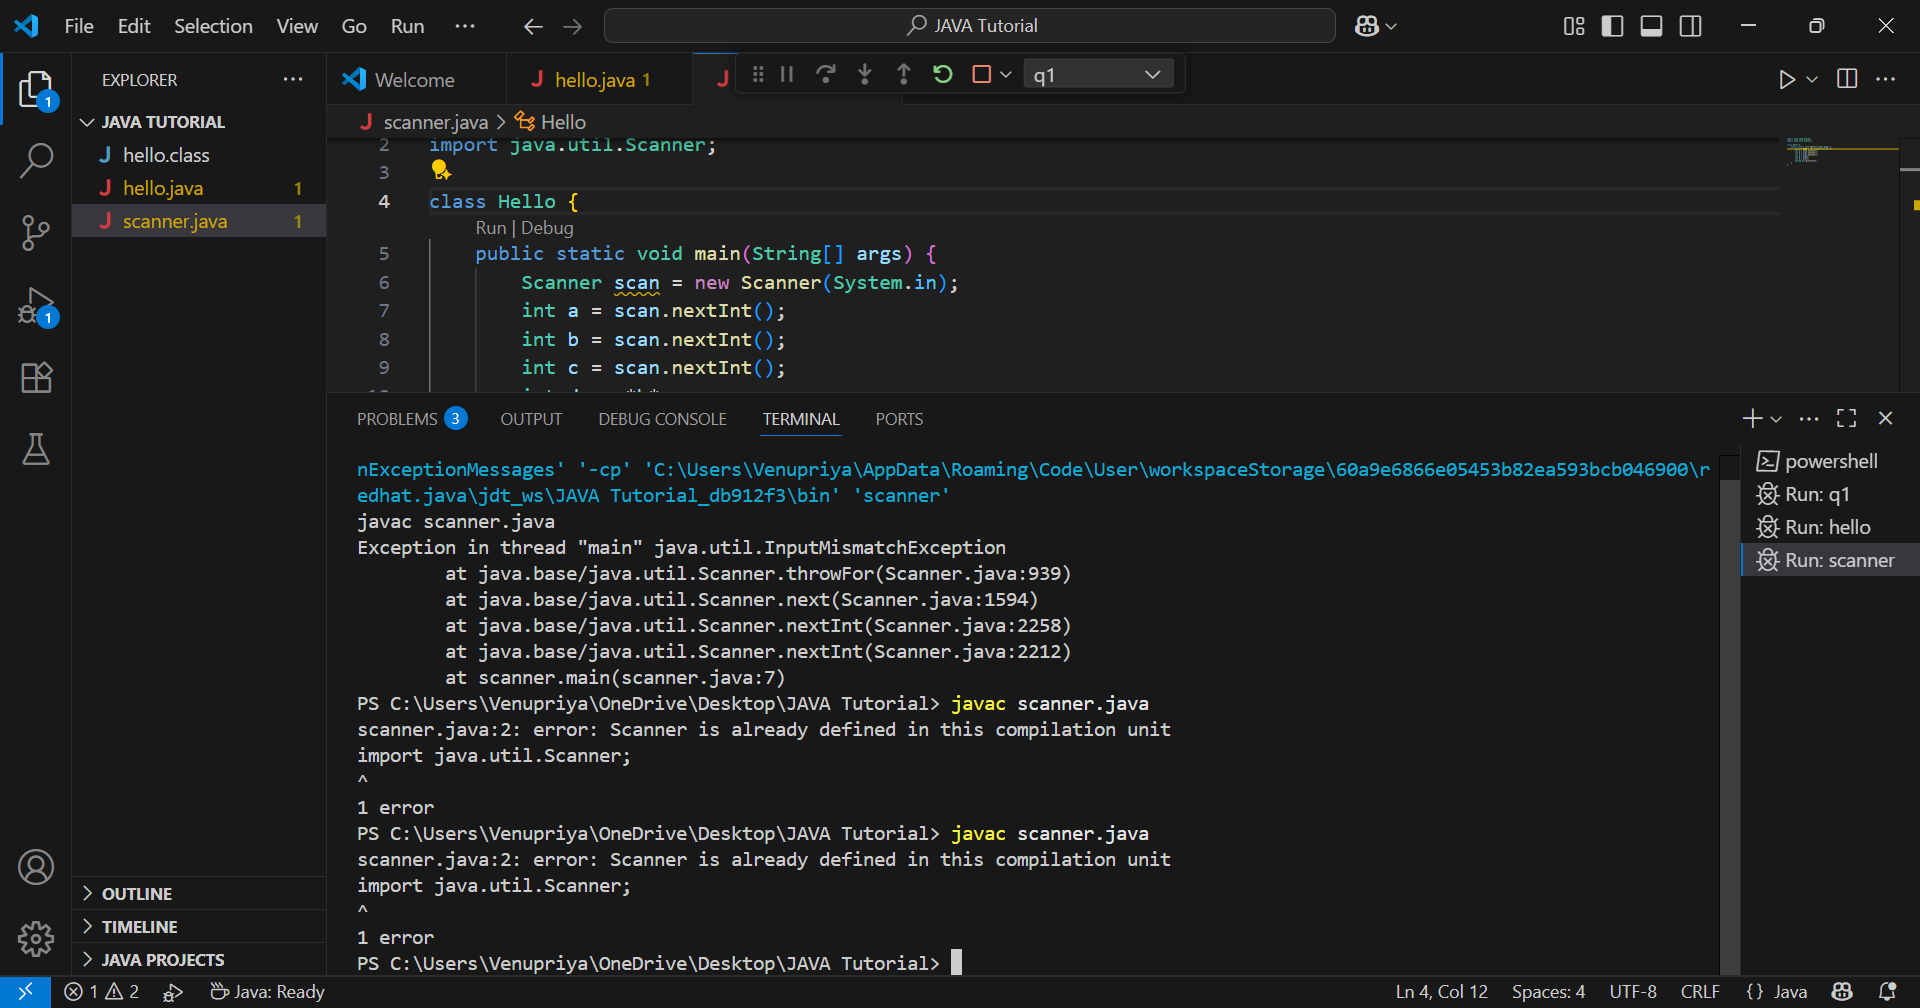 File Edit Selection View Go Run ··· JAVA Tutorial
EXPLORER ···
Welcome
hello.java 1
q1
scanner.java > Hello
JAVA TUTORIAL
hello.class
hello.java 1
scanner.java 1
2 import java.util.Scanner;
3
4 class Hello {
Run | Debug
5 public static void main(String[] args) {
6 Scanner scan = new Scanner(System.in);
7 int a = scan.nextInt();
8 int b = scan.nextInt();
9 int c = scan.nextInt();
PROBLEMS 3 OUTPUT DEBUG CONSOLE TERMINAL PORTS
nExceptionMessages' '-cp' 'C:\Users\Venupriya\AppData\Roaming\Code\User\workspaceStorage\60a9e6866e05453b82ea593bcb046900\r
edhat.java\jdt_ws\JAVA Tutorial_db912f3\bin' 'scanner'
javac scanner.java
Exception in thread "main" java.util.InputMismatchException
at java.base/java.util.Scanner.throwFor(Scanner.java:939)
at java.base/java.util.Scanner.next(Scanner.java:1594)
at java.base/java.util.Scanner.nextInt(Scanner.java:2258)
at java.base/java.util.Scanner.nextInt(Scanner.java:2212)
at scanner.main(scanner.java:7)
PS C:\Users\Venupriya\OneDrive\Desktop\JAVA Tutorial> javac scanner.java
scanner.java:2: error: Scanner is already defined in this compilation unit
import java.util.Scanner;
^
1 error
PS C:\Users\Venupriya\OneDrive\Desktop\JAVA Tutorial> javac scanner.java
scanner.java:2: error: Scanner is already defined in this compilation unit
import java.util.Scanner;
^
1 error
PS C:\Users\Venupriya\OneDrive\Desktop\JAVA Tutorial>
powershell
Run: q1
Run: hello
Run: scanner
1
1
OUTLINE
TIMELINE
JAVA PROJECTS
1 2 Java: Ready Ln 4, Col 12 Spaces: 4 UTF-8 CRLF {} Java